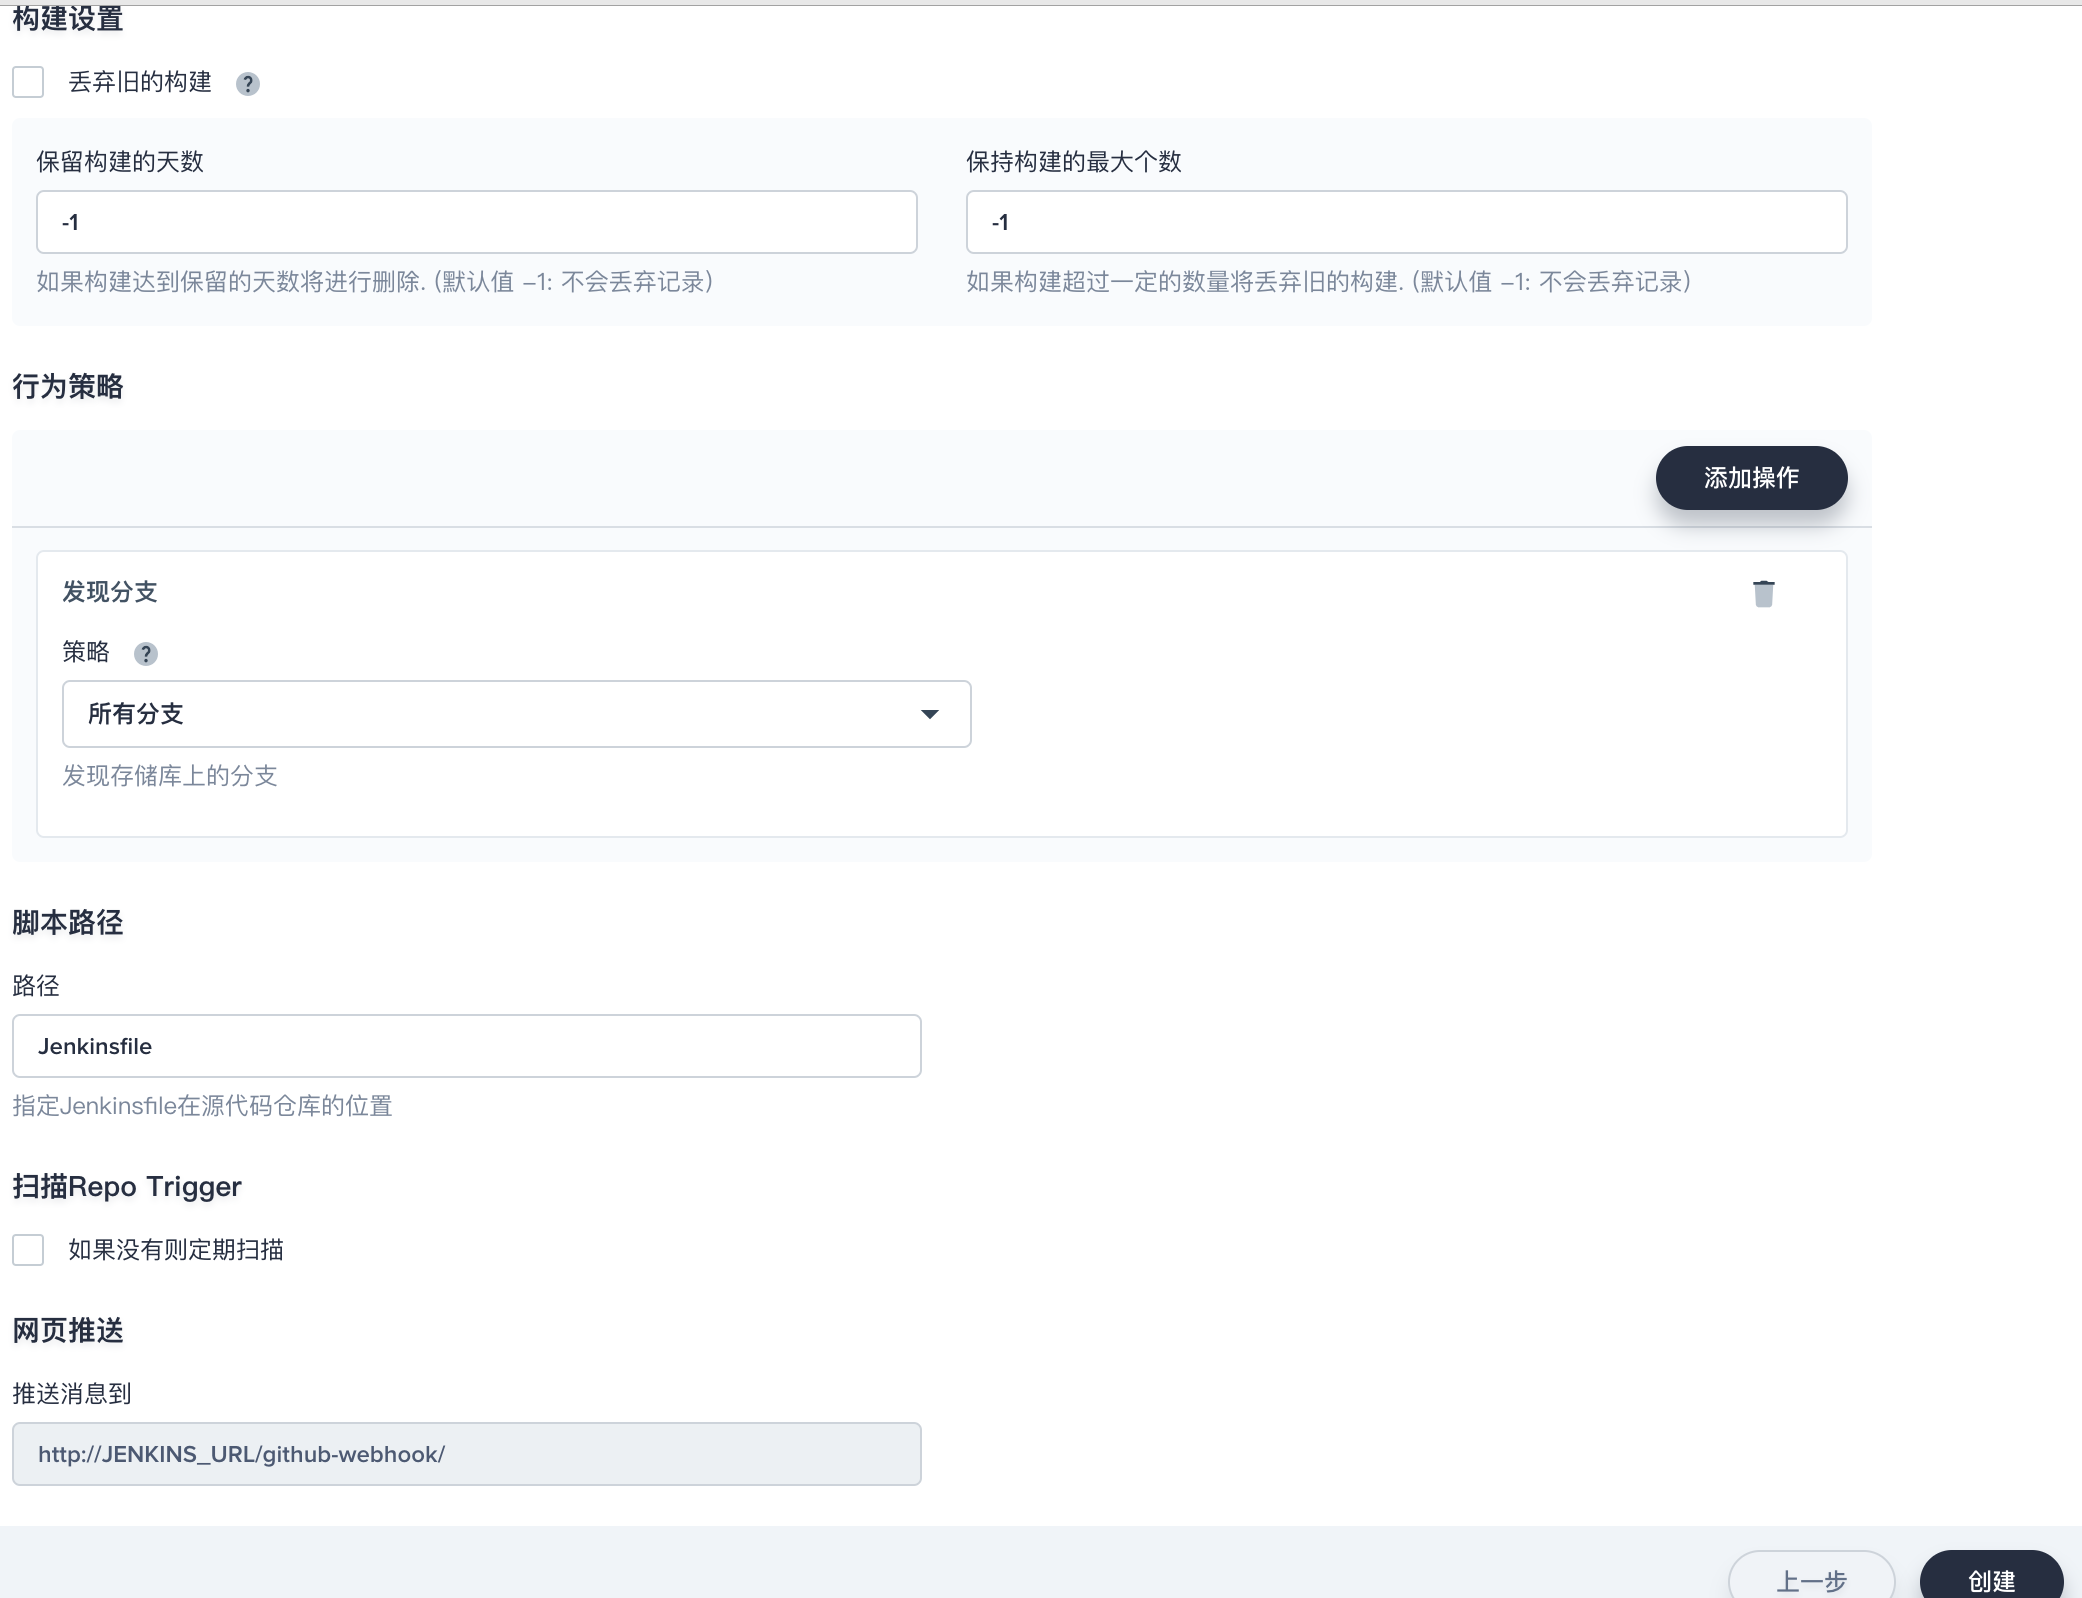 构建设置
丢弃旧的构建 ?
保留构建的天数
-1
如果构建达到保留的天数将进行删除. (默认值 -1: 不会丢弃记录)
保持构建的最大个数
-1
如果构建超过一定的数量将丢弃旧的构建. (默认值 -1: 不会丢弃记录)
行为策略
添加操作
发现分支
策略 ?
所有分支
发现存储库上的分支
脚本路径
路径
Jenkinsfile
指定Jenkinsfile在源代码仓库的位置
扫描Repo Trigger
如果没有则定期扫描
网页推送
推送消息到
http://JENKINS_URL/github-webhook/
上一步
创建